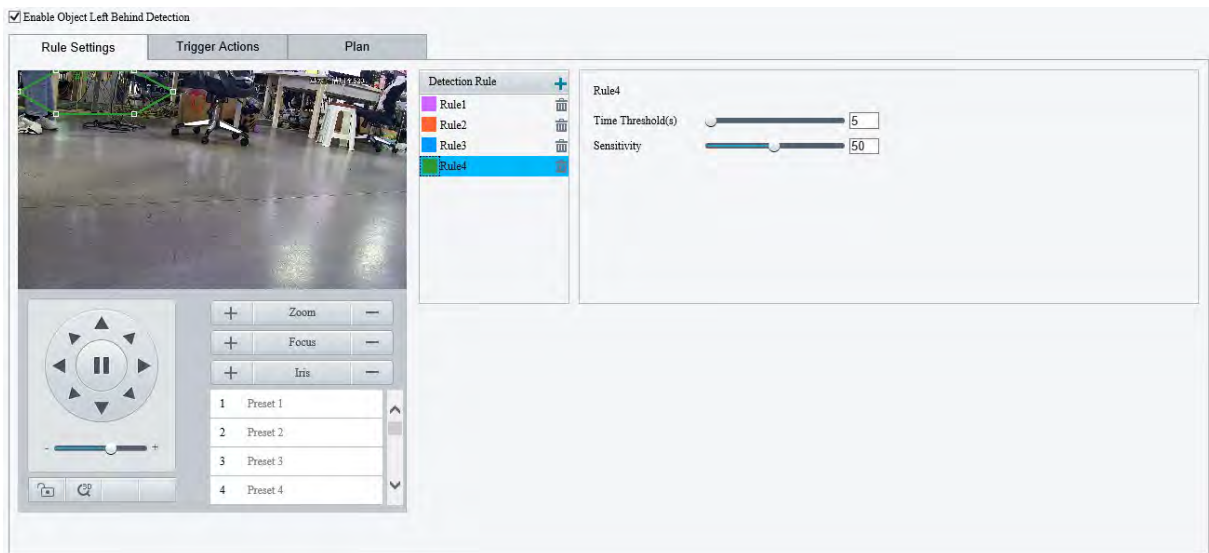 Enable Object Left Behind Detection
Rule Settings
Trigger Actions
Plan
Detection Rule
Rule1
Rule2
Rule3
Rule4
Rule4
Time Threshold(s) 5
Sensitivity 50
+ Zoom −
+ Focus −
+ Iris −
1 Preset 1
2 Preset 2
3 Preset 3
4 Preset 4
- +
3D